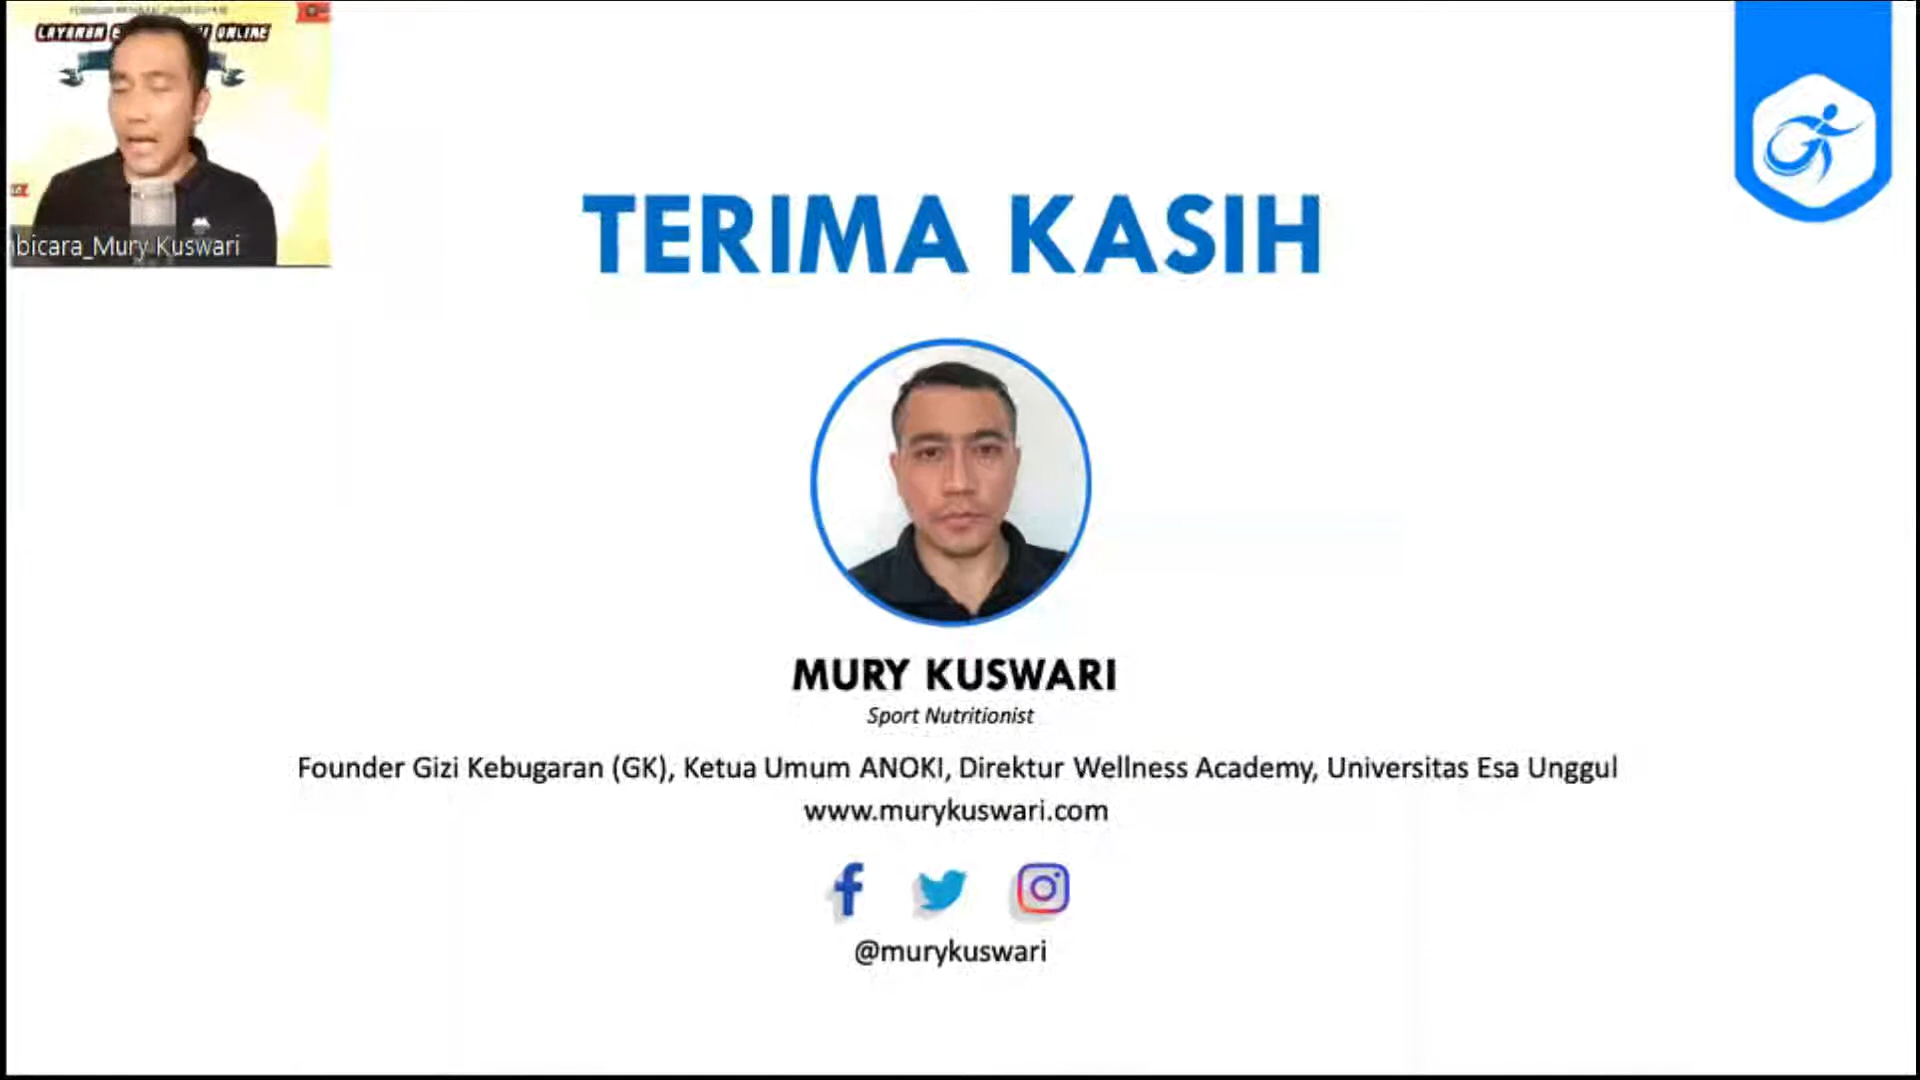 LAYANAN E
ONLINE
bicara_Mury Kuswari
TERIMA KASIH
MURY KUSWARI
Sport Nutritionist
Founder Gizi Kebugaran (GK), Ketua Umum ANOKI, Direktur Wellness Academy, Universitas Esa Unggul
www.murykuswari.com
@murykuswari